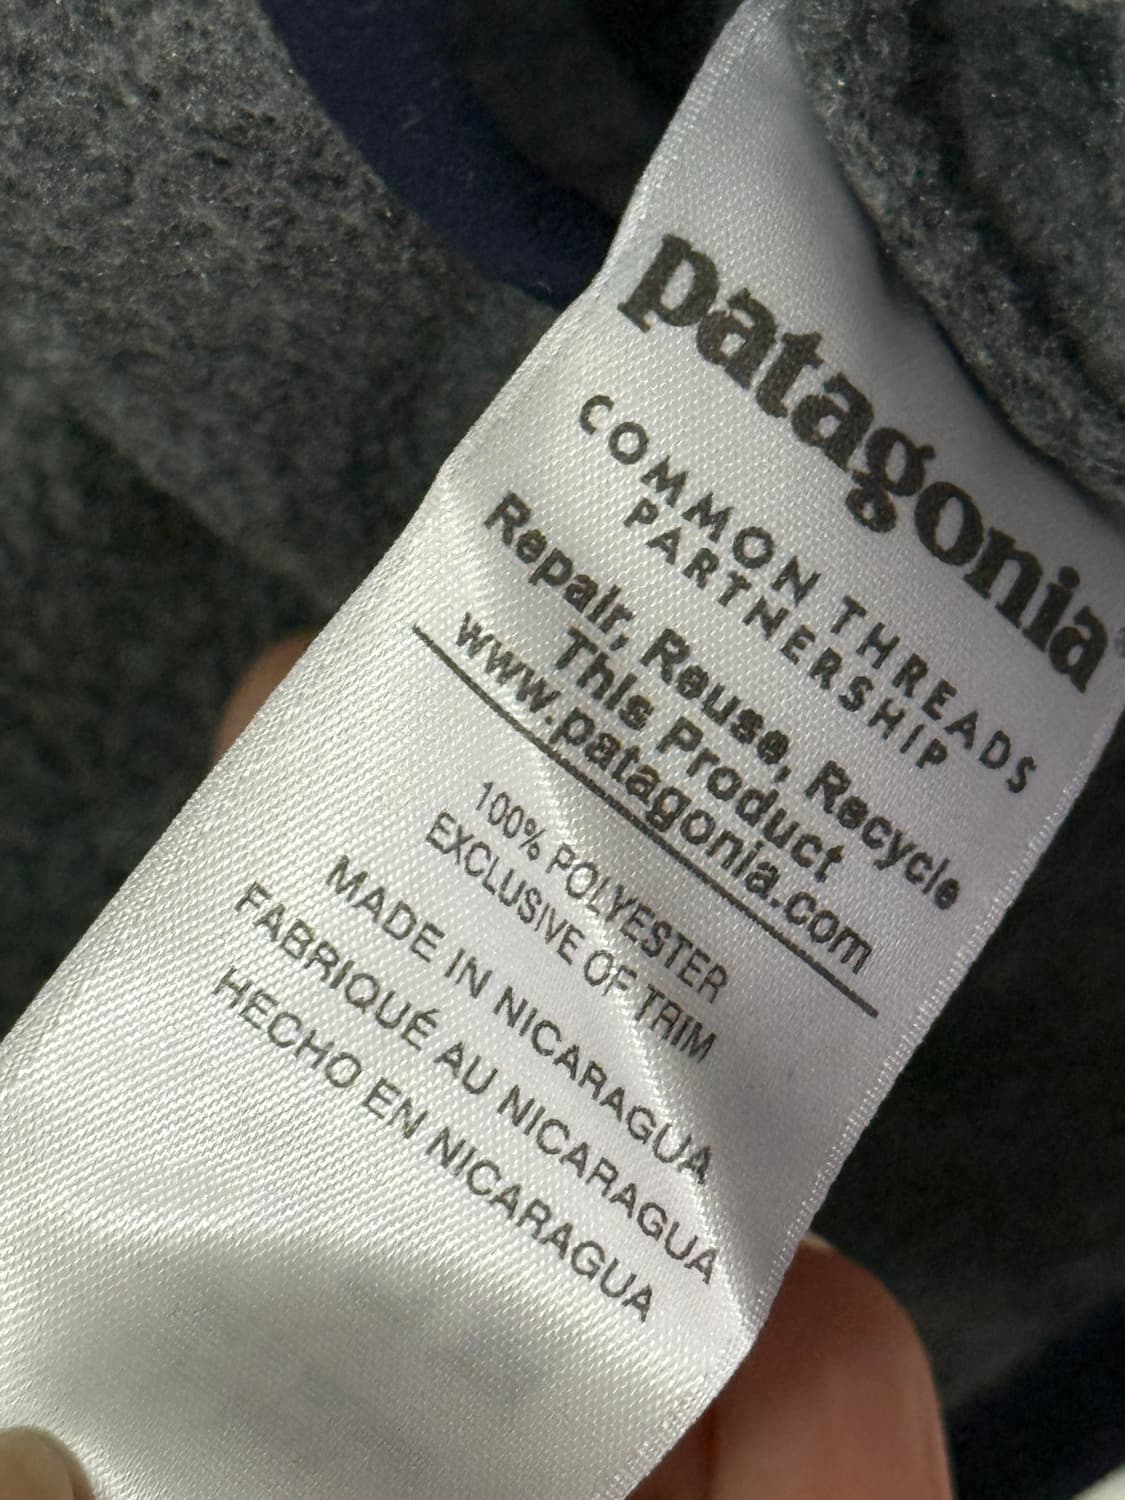 patagonia®
COMMON THREADS
PARTNERSHIP
Repair, Reuse, Recycle
This Product
www.patagonia.com
100% POLYESTER
EXCLUSIVE OF TRIM
MADE IN NICARAGUA
FABRIQUÉ AU NICARAGUA
HECHO EN NICARAGUA